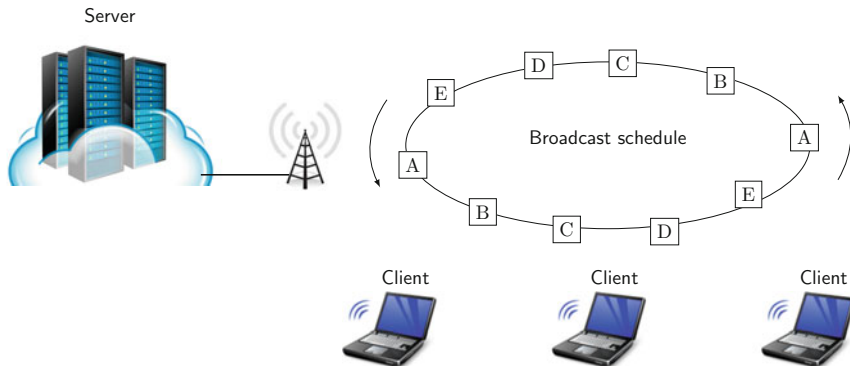 Server
D
C
B
E
Broadcast schedule
A
A
E
B
C
D
Client
Client
Client